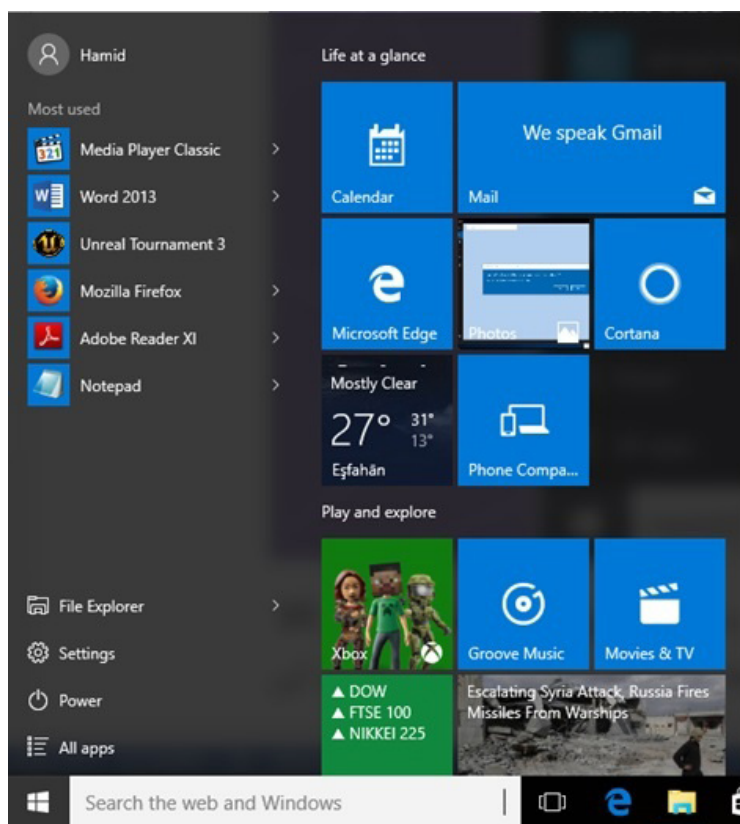 Hamid
Most used
Media Player Classic
Word 2013
Unreal Tournament 3
Mozilla Firefox
Adobe Reader XI
Notepad
File Explorer
Settings
Power
All apps
Life at a glance
Calendar
We speak Gmail
Mail
Microsoft Edge
Photos
Cortana
Mostly Clear
27° 31°
13°
Eşfahān
Phone Compa...
Play and explore
Xbox
Groove Music
Movies & TV
▲ DOW
▲ FTSE 100
▲ NIKKEI 225
Escalating Syria Attack, Russia Fires
Missiles From Warships
Search the web and Windows